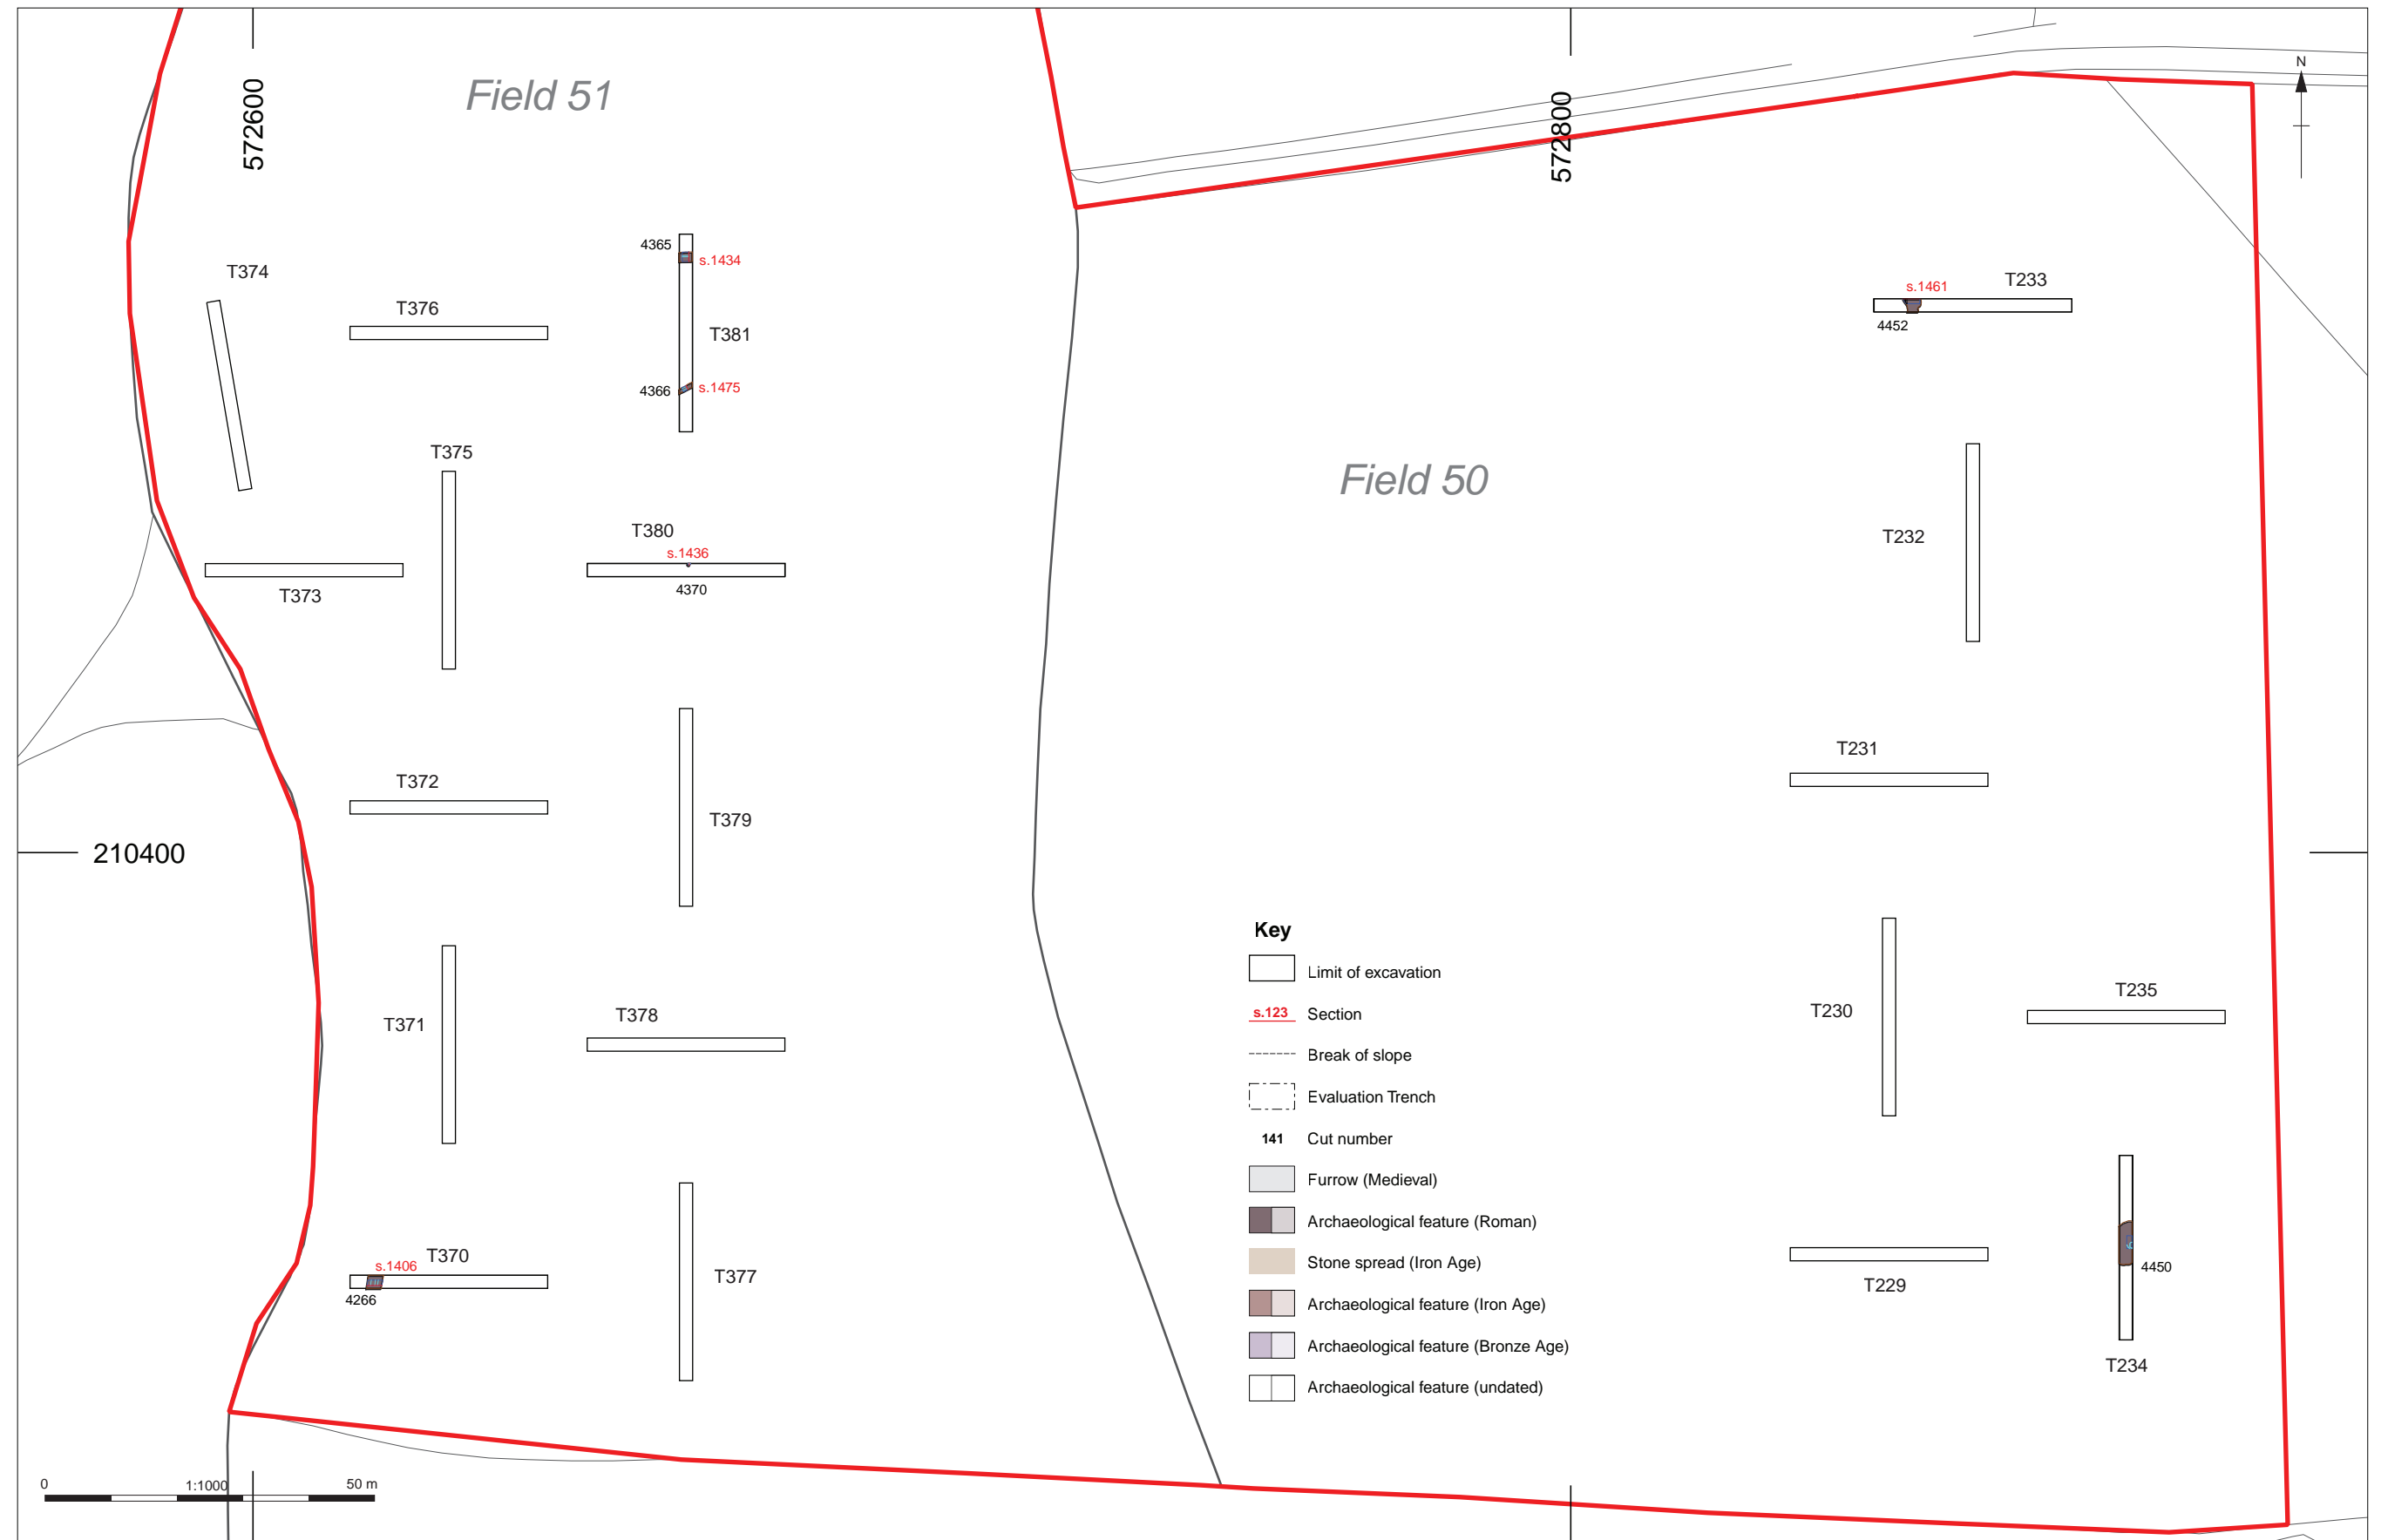 Field 51
572600
572800
N
T374
4365
s.1434
T376
T381
4366
s.1475
s.1461
T233
4452
T375
Field 50
T380
s.1436
4370
T373
T232
T231
T372
T379
210400
T371
T378
T230
T235
T370
s.1406
4266
T377
T229
4450
T234
Key
Limit of excavation
s.123 Section
Break of slope
Evaluation Trench
141 Cut number
Furrow (Medieval)
Archaeological feature (Roman)
Stone spread (Iron Age)
Archaeological feature (Iron Age)
Archaeological feature (Bronze Age)
Archaeological feature (undated)
0 1:1000 50 m